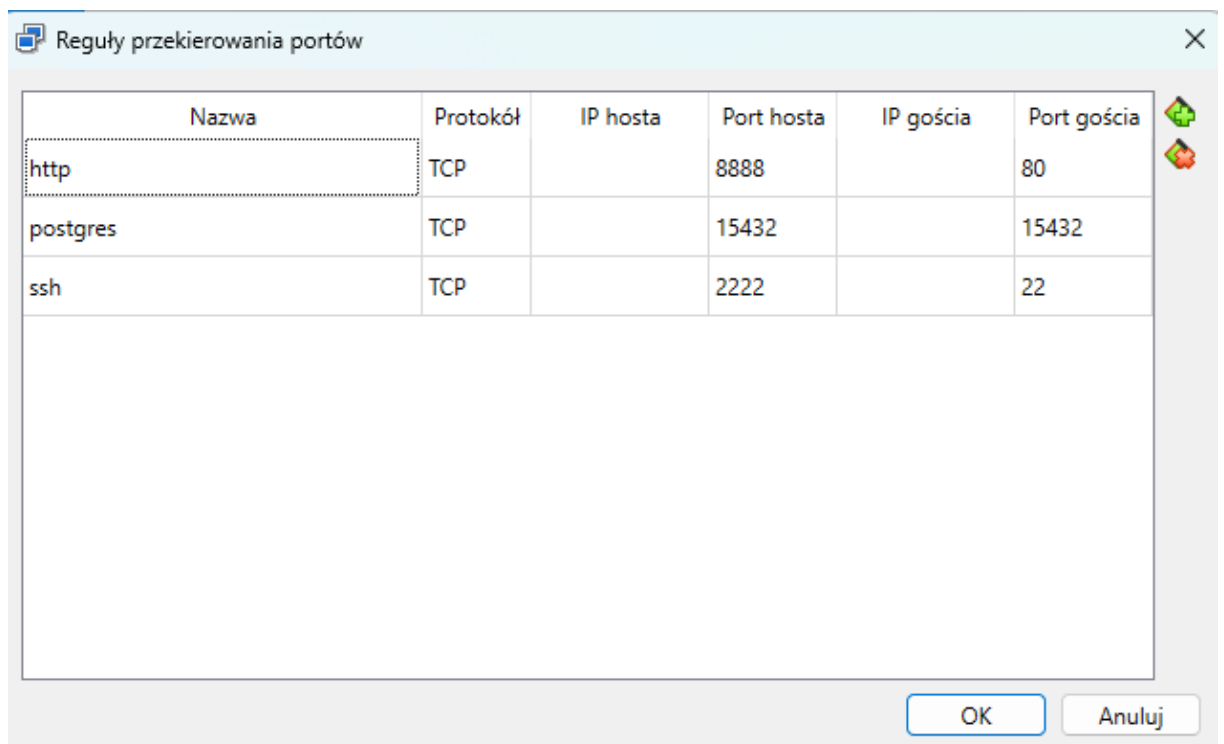 Reguły przekierowania portów
Nazwa Protokół IP hosta Port hosta IP gościa Port gościa
http TCP 8888 80
postgres TCP 15432 15432
ssh TCP 2222 22
OK Anuluj